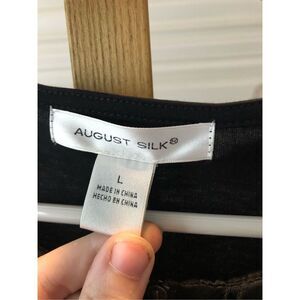 AUGUST SILK®
L
MADE IN CHINA
HECHO EN CHINA